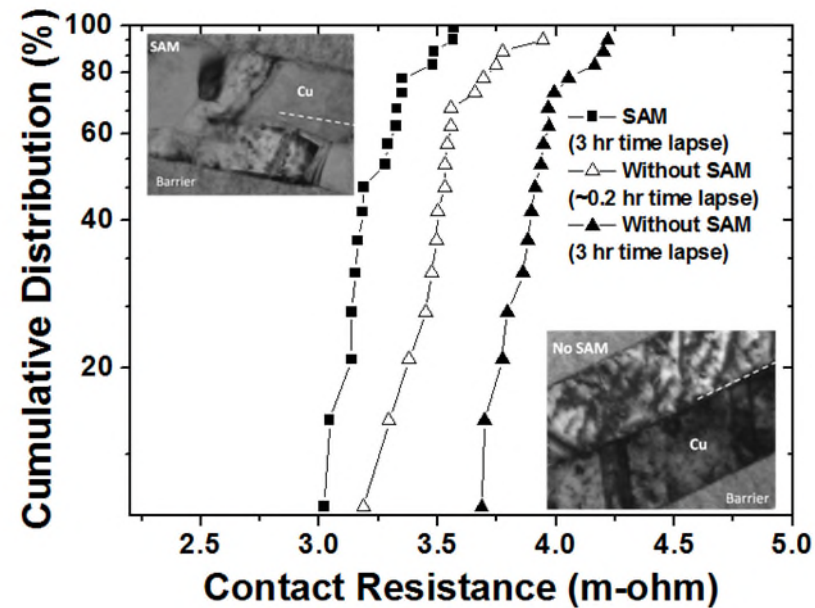 Cumulative Distribution (%)
100
80
60
40
20
SAM
Cu
Barrier
SAM
(3 hr time lapse)
Without SAM
(~0.2 hr time lapse)
Without SAM
(3 hr time lapse)
No SAM
Cu
Barrier
2.5 3.0 3.5 4.0 4.5 5.0
Contact Resistance (m-ohm)